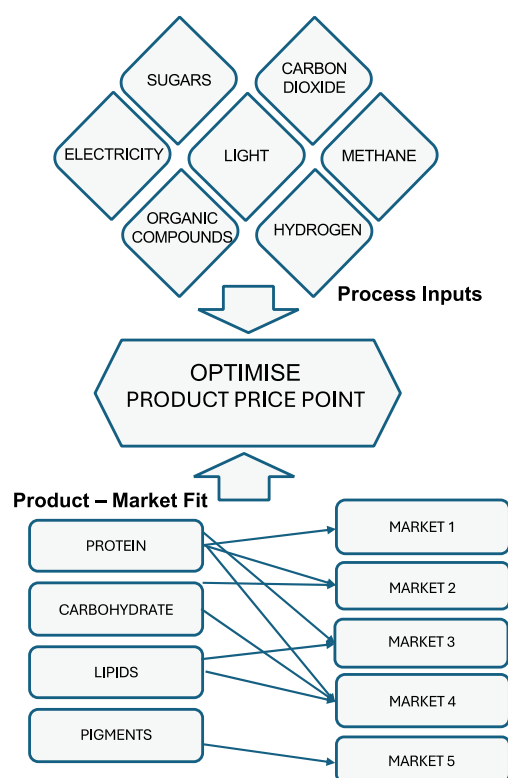 SUGARS
CARBON
DIOXIDE
ELECTRICITY
LIGHT
METHANE
ORGANIC
COMPOUNDS
HYDROGEN
Process Inputs
OPTIMISE
PRODUCT PRICE POINT
Product – Market Fit
PROTEIN
MARKET 1
CARBOHYDRATE
MARKET 2
LIPIDS
MARKET 3
PIGMENTS
MARKET 4
MARKET 5